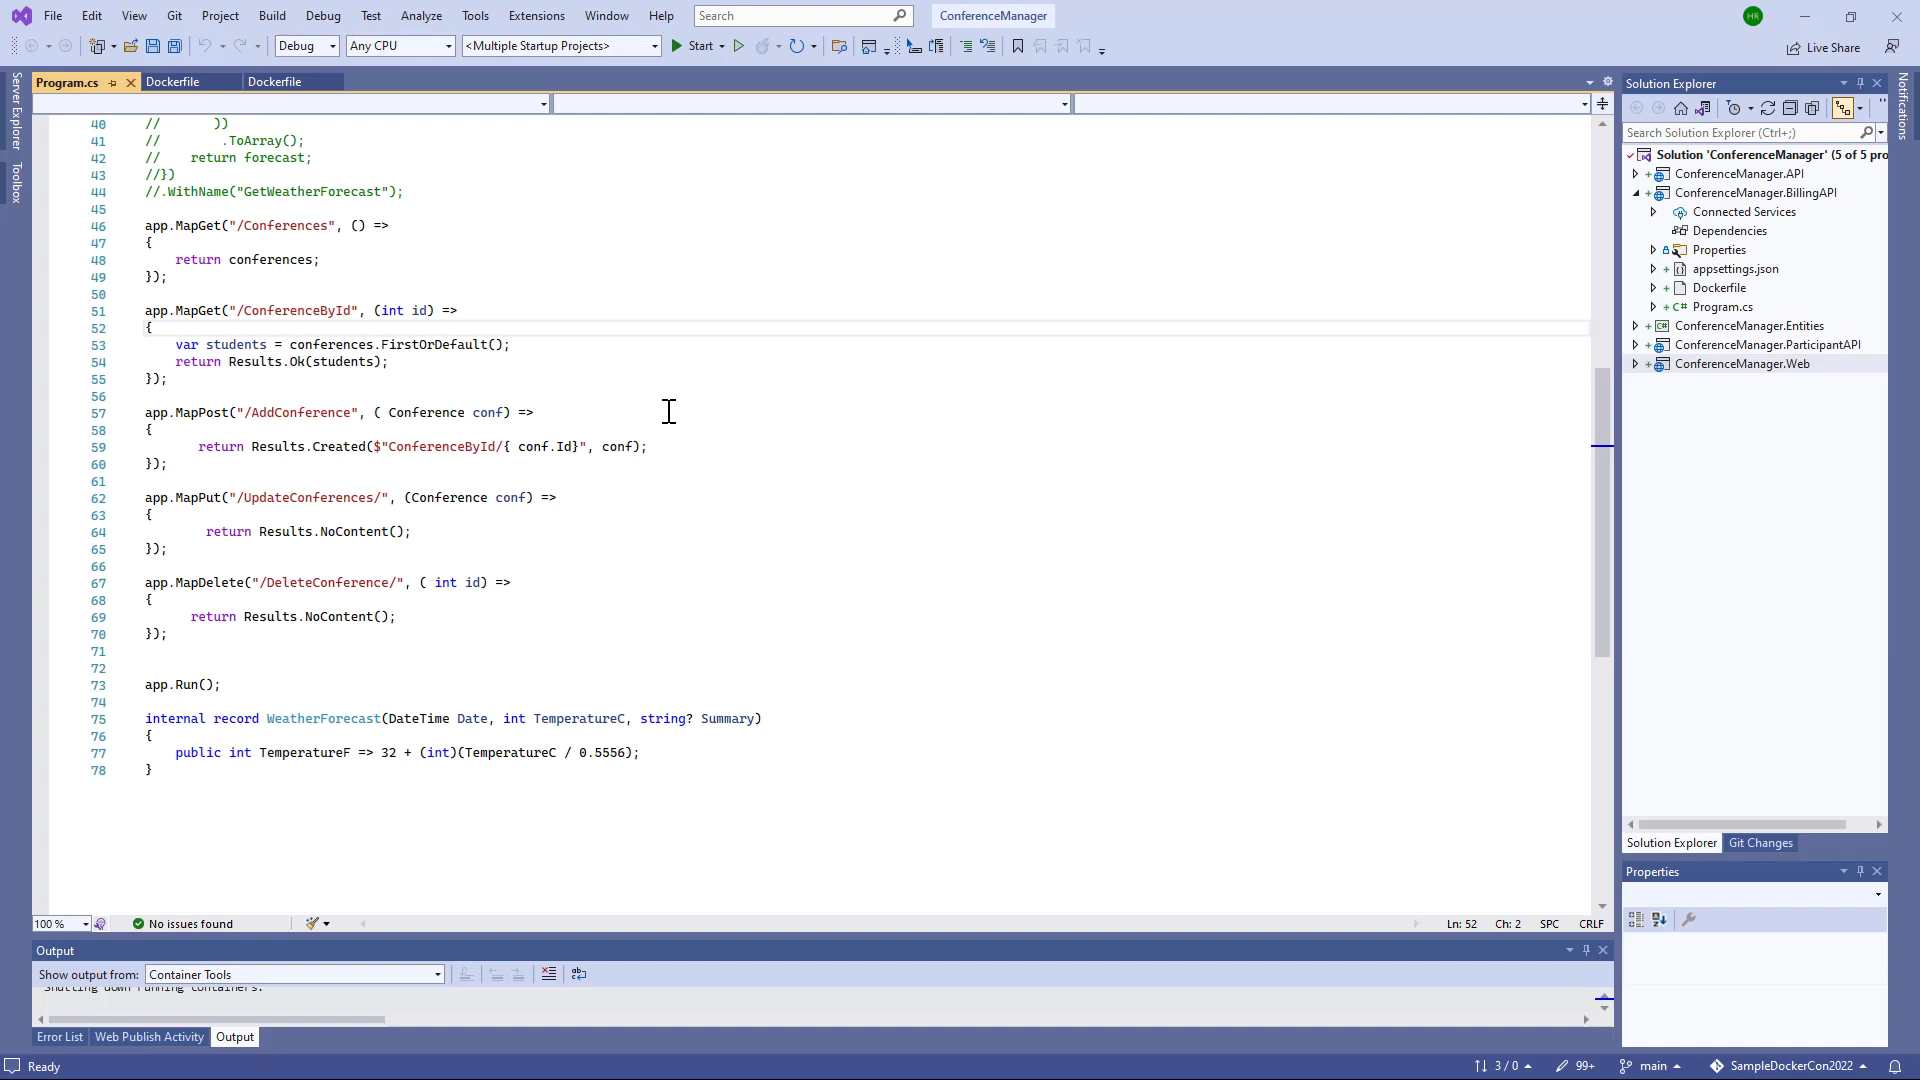 File Edit View Git Project Build Debug Test Analyze Tools Extensions Window Help Search ConferenceManager HR
Debug Any CPU <Multiple Startup Projects> Start Live Share
Server Explorer
Toolbox
Program.cs Dockerfile Dockerfile
40 // ))
41 // .ToArray();
42 // return forecast;
43 //})
44 //.WithName("GetWeatherForecast");
45
46 app.MapGet("/Conferences", () =>
47 {
48 return conferences;
49 });
50
51 app.MapGet("/ConferenceById", (int id) =>
52 {
53 var students = conferences.FirstOrDefault();
54 return Results.Ok(students);
55 });
56
57 app.MapPost("/AddConference", ( Conference conf) =>
58 {
59 return Results.Created($"ConferenceById/{ conf.Id}", conf);
60 });
61
62 app.MapPut("/UpdateConferences/", (Conference conf) =>
63 {
64 return Results.NoContent();
65 });
66
67 app.MapDelete("/DeleteConference/", ( int id) =>
68 {
69 return Results.NoContent();
70 });
71
72
73 app.Run();
74
75 internal record WeatherForecast(DateTime Date, int TemperatureC, string? Summary)
76 {
77 public int TemperatureF => 32 + (int)(TemperatureC / 0.5556);
78 }
100 % No issues found Ln: 52 Ch: 2 SPC CRLF
Output
Show output from: Container Tools
Shutting down running containers.
Error List Web Publish Activity Output
Solution Explorer
Search Solution Explorer (Ctrl+;)
Solution 'ConferenceManager' (5 of 5 pro
ConferenceManager.API
ConferenceManager.BillingAPI
Connected Services
Dependencies
Properties
appsettings.json
Dockerfile
C# Program.cs
C# ConferenceManager.Entities
ConferenceManager.ParticipantAPI
ConferenceManager.Web
Solution Explorer Git Changes
Properties
Notifications
Ready 3 / 0 99+ main SampleDockerCon2022